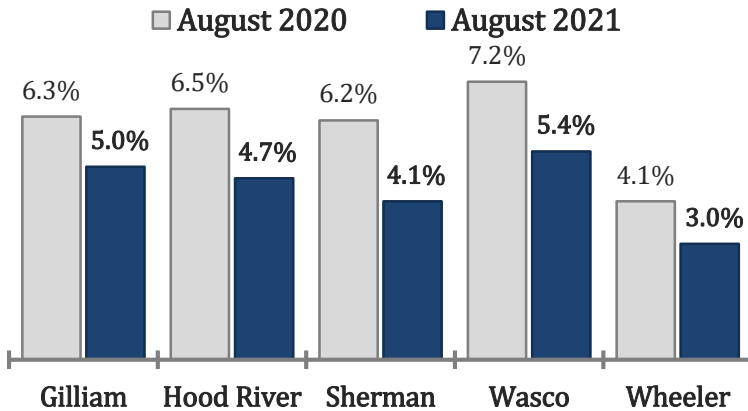 August 2020 August 2021
7.2%
6.3% 6.5% 6.2%
5.0% 4.7% 4.1% 5.4% 4.1% 3.0%
Gilliam Hood River Sherman Wasco Wheeler